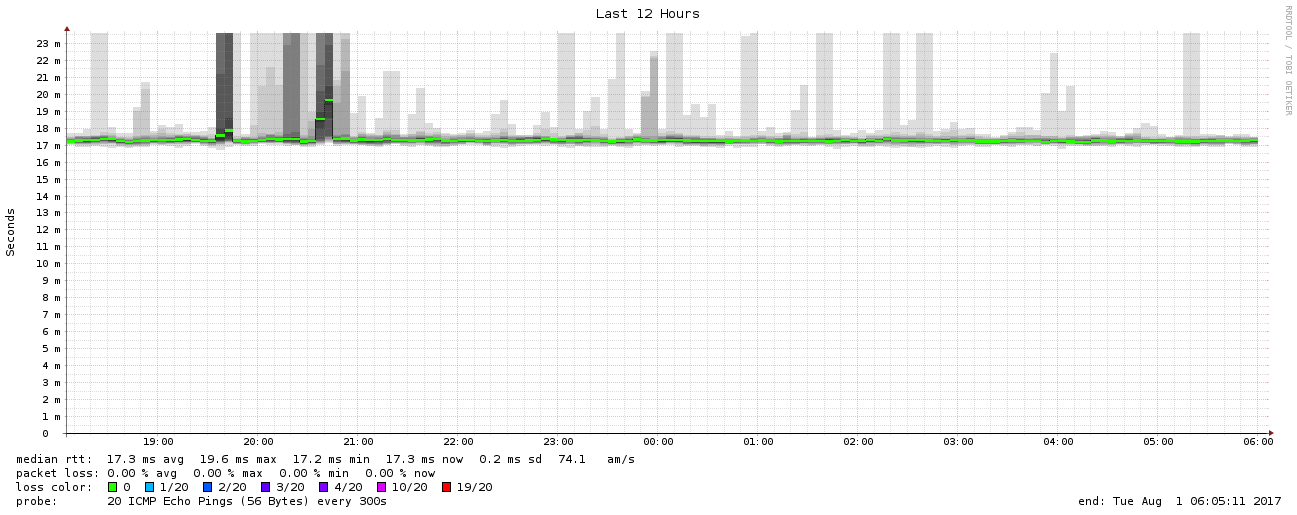 Last 12 Hours
RRDTOOL / TOBI OETIKER
Seconds
23 m
22 m
21 m
20 m
19 m
18 m
17 m
16 m
15 m
14 m
13 m
12 m
11 m
10 m
9 m
8 m
7 m
6 m
5 m
4 m
3 m
2 m
1 m
0
19:00 20:00 21:00 22:00 23:00 00:00 01:00 02:00 03:00 04:00 05:00 06:00
median rtt: 17.3 ms avg 19.6 ms max 17.2 ms min 17.3 ms now 0.2 ms sd 74.1 am/s
packet loss: 0.00 % avg 0.00 % max 0.00 % min 0.00 % now
loss color: 0 1/20 2/20 3/20 4/20 10/20 19/20
probe: 20 ICMP Echo Pings (56 Bytes) every 300s end: Tue Aug 1 06:05:11 2017